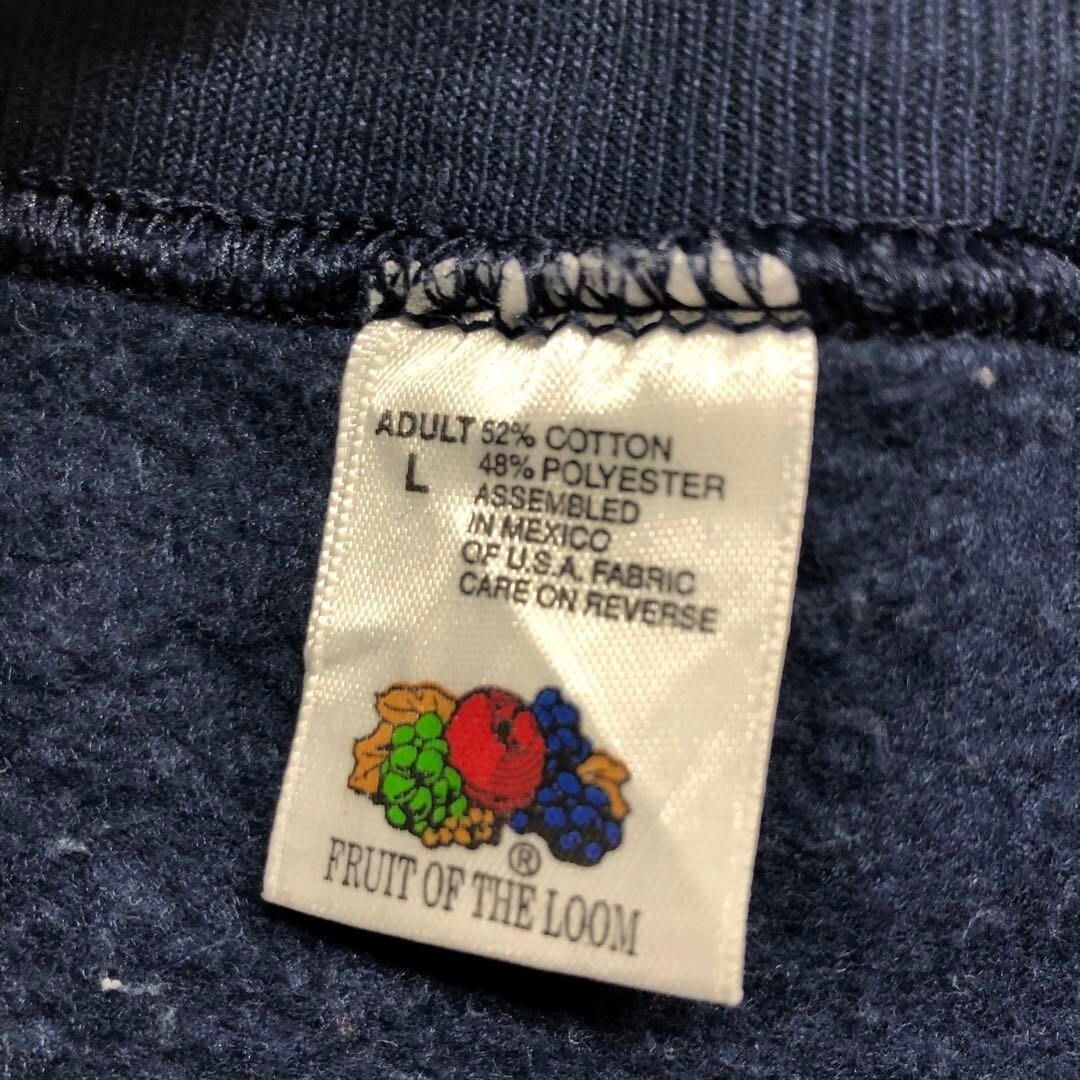 ADULT 52% COTTON
L 48% POLYESTER
ASSEMBLED
IN MEXICO
OF U.S.A. FABRIC
CARE ON REVERSE
®
FRUIT OF THE LOOM